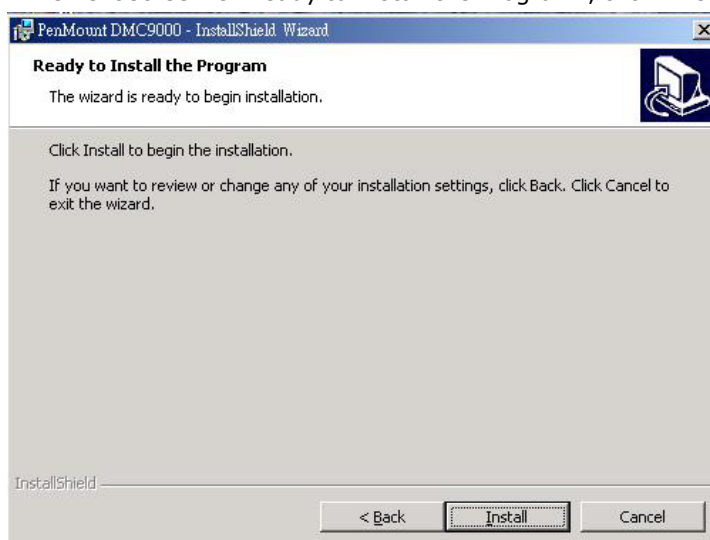 PenMount DMC9000 - InstallShield Wizard
Ready to Install the Program
The wizard is ready to begin installation.
Click Install to begin the installation.
If you want to review or change any of your installation settings, click Back. Click Cancel to
exit the wizard.
InstallShield
< Back Install Cancel